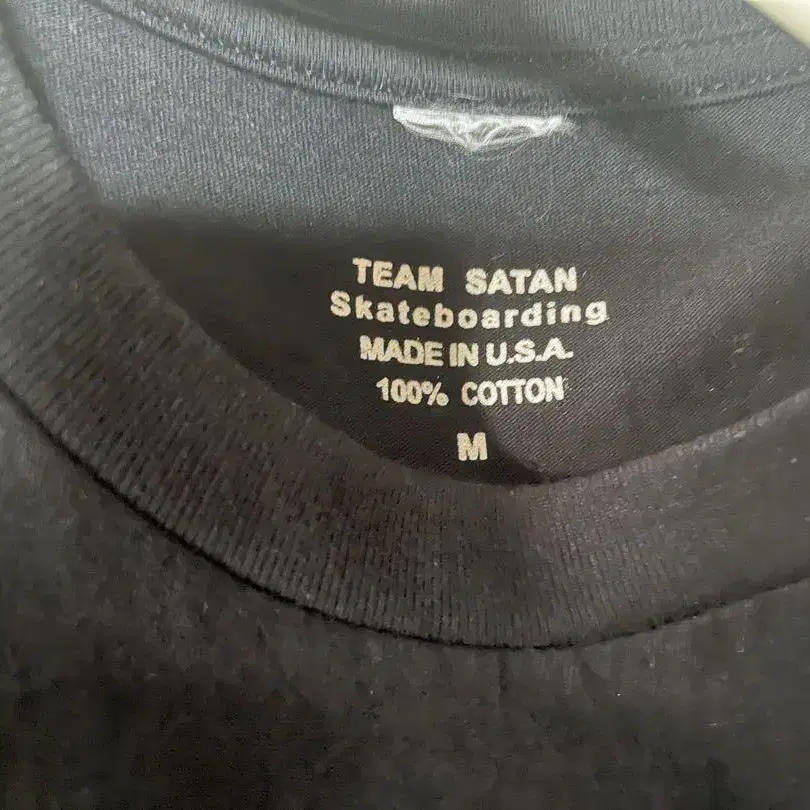 TEAM SATAN
Skateboarding
MADE IN U.S.A.
100% COTTON
M